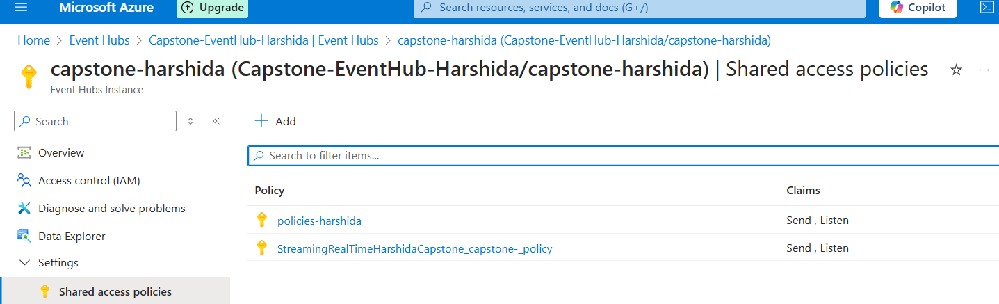 Microsoft Azure Upgrade Search resources, services, and docs (G+/) Copilot
Home > Event Hubs > Capstone-EventHub-Harshida | Event Hubs > capstone-harshida (Capstone-EventHub-Harshida/capstone-harshida)
capstone-harshida (Capstone-EventHub-Harshida/capstone-harshida) | Shared access policies
Event Hubs Instance
Search
Add
Overview
Search to filter items...
Access control (IAM)
Policy Claims
Diagnose and solve problems
policies-harshida Send , Listen
Data Explorer
StreamingRealTimeHarshidaCapstone_capstone-_policy Send , Listen
Settings
Shared access policies